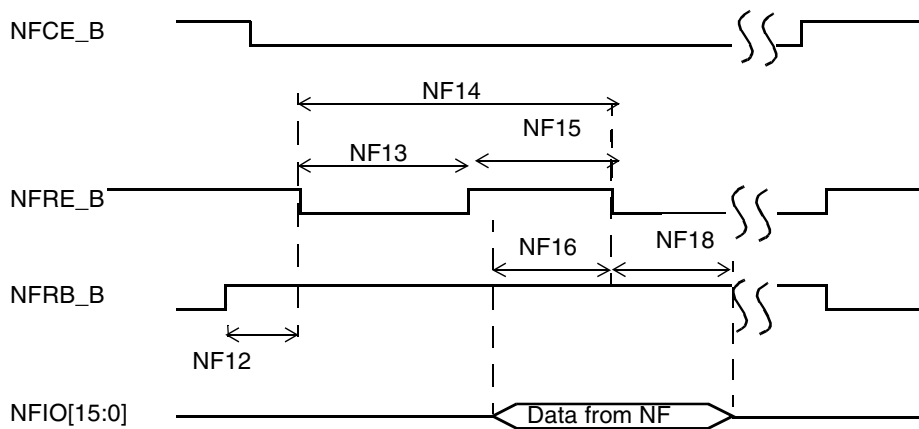 NFCE_B
NF14
NF15
NF13
NFRE_B
NF16
NF18
NFRB_B
NF12
NFIO[15:0]
Data from NF